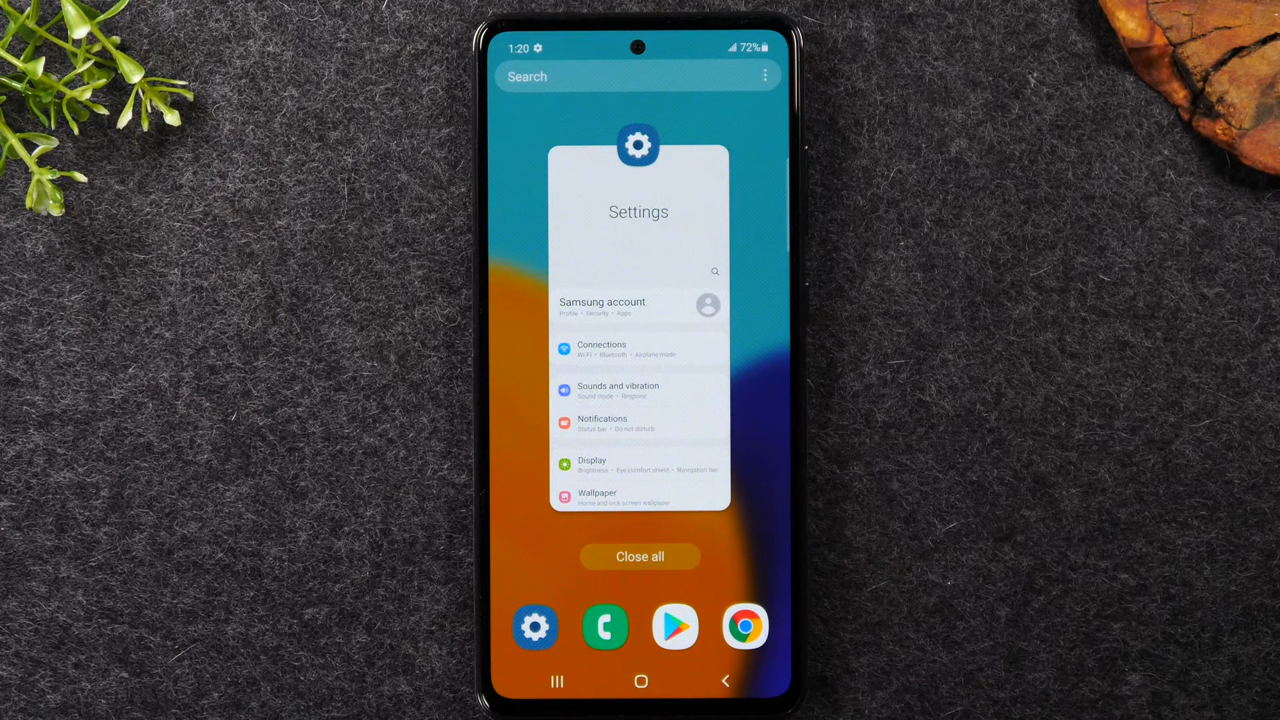 1:20 72%
Search
Settings
Samsung account
Profile • Security • Apps
Connections
Wi-Fi • Bluetooth • Airplane mode
Sounds and vibration
Sound mode • Ringtone
Notifications
Status bar • Do not disturb
Display
Brightness • Eye comfort shield • Navigation bar
Wallpaper
Home and lock screen wallpaper
Close all